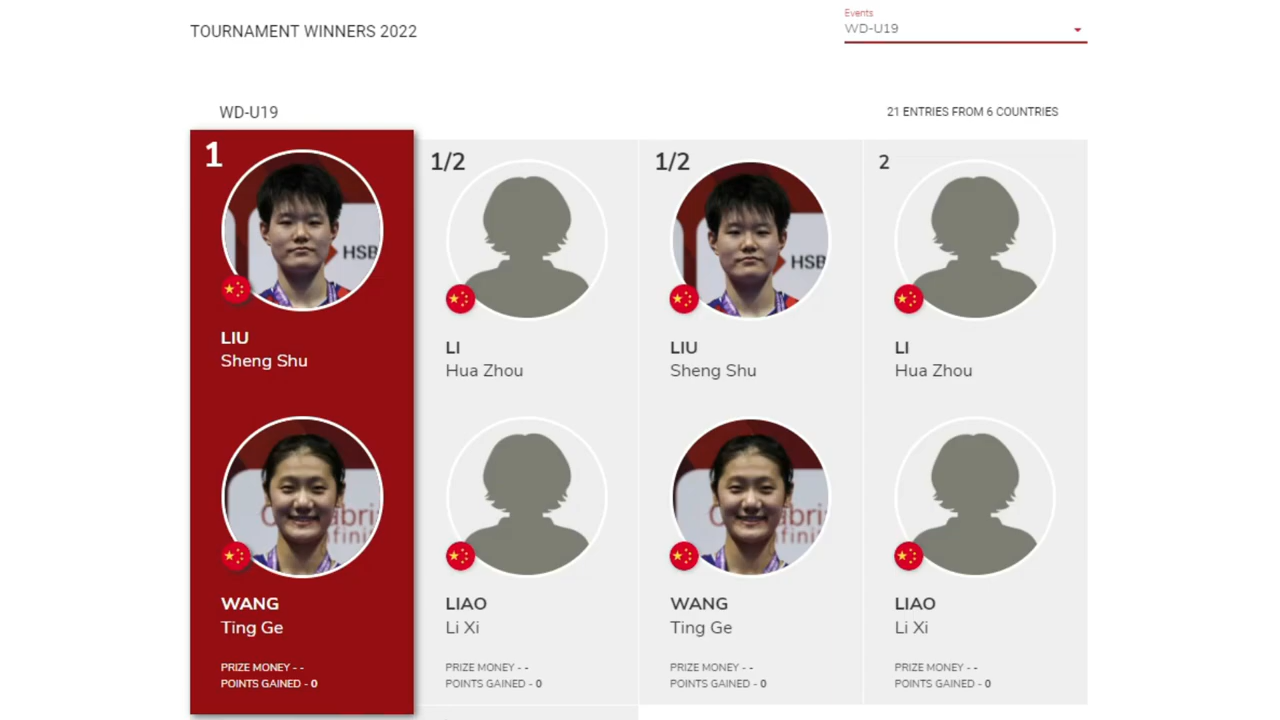 TOURNAMENT WINNERS 2022
Events
WD-U19
WD-U19
21 ENTRIES FROM 6 COUNTRIES
1
HSB
LIU
Sheng Shu
WANG
Ting Ge
PRIZE MONEY - -
POINTS GAINED - 0
1/2
LI
Hua Zhou
LIAO
Li Xi
PRIZE MONEY - -
POINTS GAINED - 0
1/2
HSB
LIU
Sheng Shu
WANG
Ting Ge
PRIZE MONEY - -
POINTS GAINED - 0
2
LI
Hua Zhou
LIAO
Li Xi
PRIZE MONEY - -
POINTS GAINED - 0